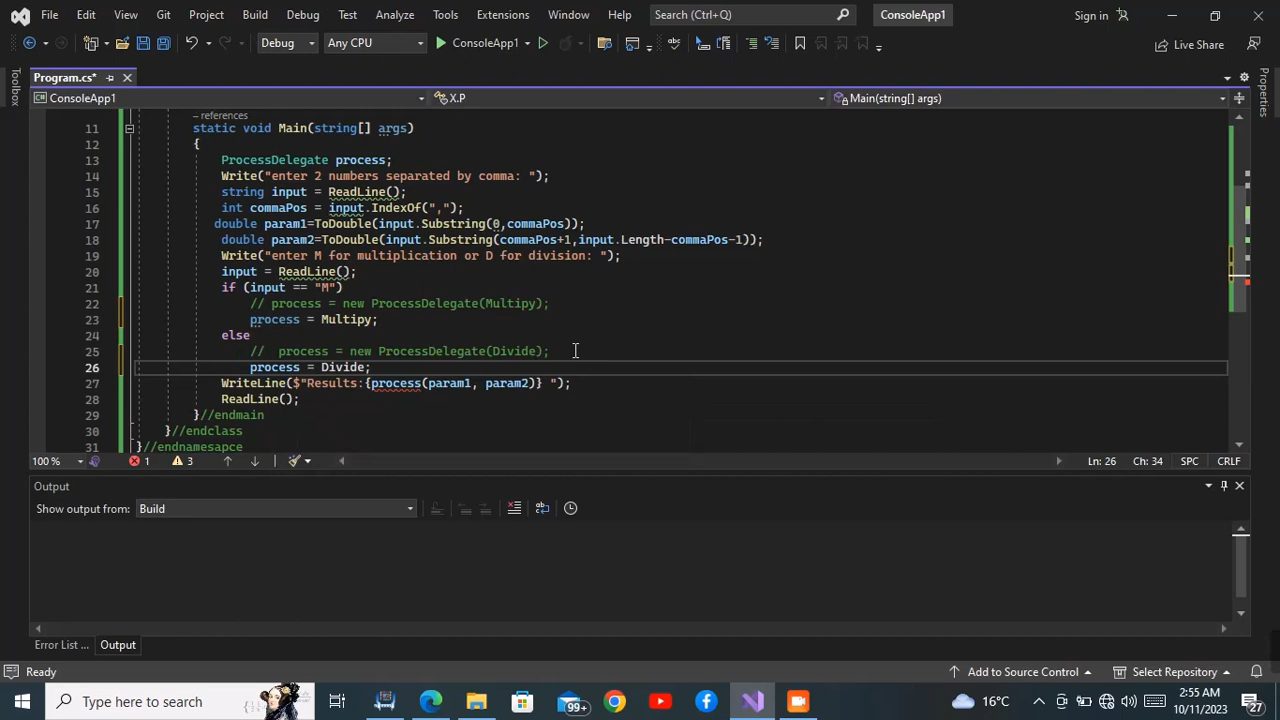 File Edit View Git Project Build Debug Test Analyze Tools Extensions Window Help Search (Ctrl+Q) ConsoleApp1 Sign in
Debug Any CPU ConsoleApp1 Live Share
Toolbox
Program.cs*
Properties
ConsoleApp1 X.P Main(string[] args)
– references
11 static void Main(string[] args)
12 {
13 ProcessDelegate process;
14 Write("enter 2 numbers separated by comma: ");
15 string input = ReadLine();
16 int commaPos = input.IndexOf(",");
17 double param1=ToDouble(input.Substring(0,commaPos));
18 double param2=ToDouble(input.Substring(commaPos+1,input.Length-commaPos-1));
19 Write("enter M for multiplication or D for division: ");
20 input = ReadLine();
21 if (input == "M")
22 // process = new ProcessDelegate(Multipy);
23 process = Multipy;
24 else
25 //  process = new ProcessDelegate(Divide);
26 process = Divide;
27 WriteLine($"Results:{process(param1, param2)} ");
28 ReadLine();
29 }//endmain
30 }//endclass
31 }//endnamesapce
100 % 1 3 Ln: 26 Ch: 34 SPC CRLF
Output
Show output from: Build
Error List ... Output
Ready Add to Source Control Select Repository
Type here to search 99+ 16°C 2:55 AM
10/11/2023 27